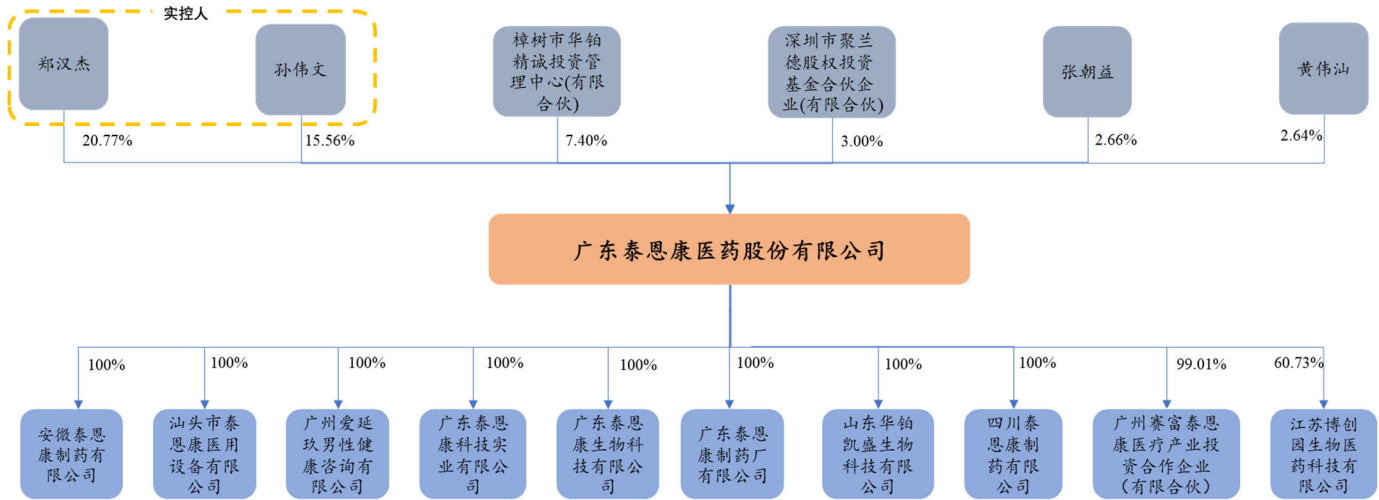 实控人
郑汉杰
孙伟文
樟树市华铂
精诚投资管
理中心(有限
合伙)
深圳市聚兰
德股权投资
基金合伙企
业(有限合伙)
张朝益
黄伟汕
20.77%
15.56%
7.40%
3.00%
2.66%
2.64%
广东泰恩康医药股份有限公司
100%
100%
100%
100%
100%
100%
100%
100%
99.01%
60.73%
安徽泰恩
康制药有
限公司
汕头市泰
恩康医用
设备有限
公司
广州爱延
玖男性健
康咨询有
限公司
广东泰恩
康科技实
业有限公
司
广东泰恩
康生物科
技有限公
司
广东泰恩
康制药厂
有限公司
山东华铂
凯盛生物
科技有限
公司
四川泰
恩康制
药有限
公司
广州赛富泰恩
康医疗产业投
资合作企业
（有限合伙）
江苏博创
园生物医
药科技有
限公司